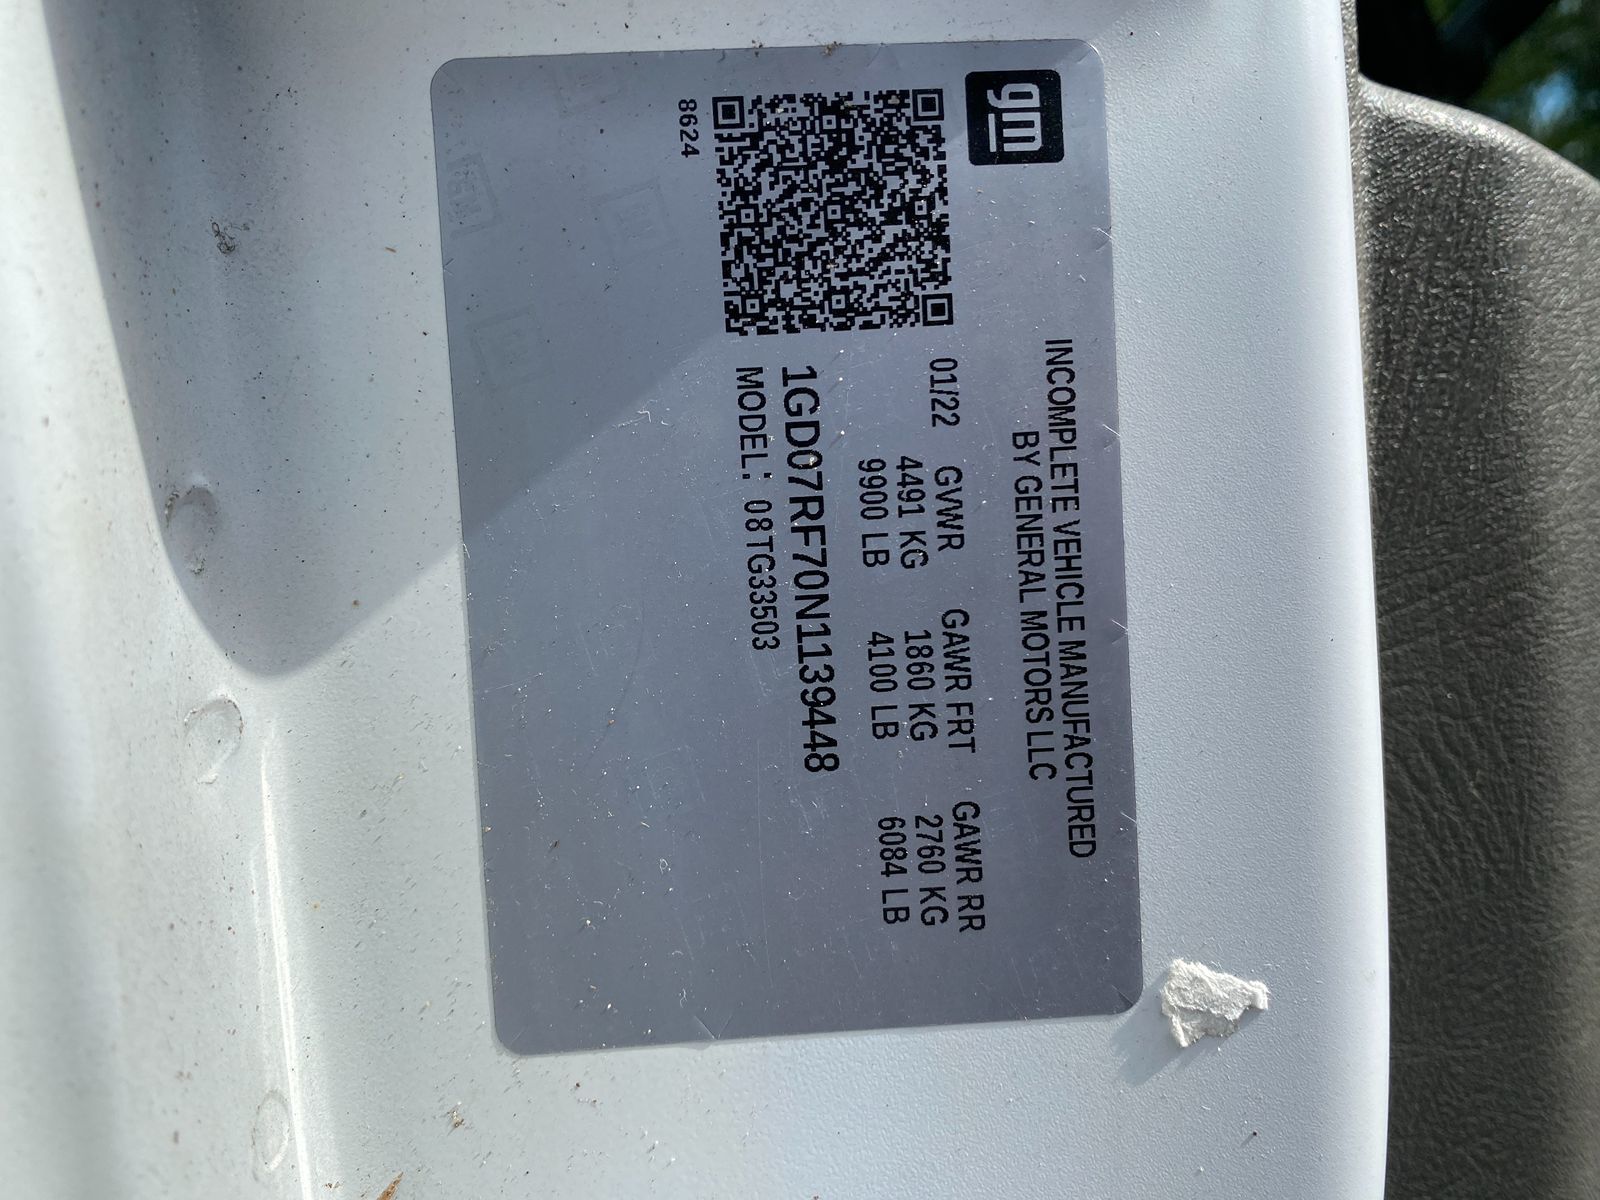 gm
INCOMPLETE VEHICLE MANUFACTURED
BY GENERAL MOTORS LLC
01/22 GVWR GAWR FRT GAWR RR
4491 KG 1860 KG 2760 KG
9900 LB 4100 LB 6084 LB
1GD07RF70N1139448
MODEL: 08TG33503
8624